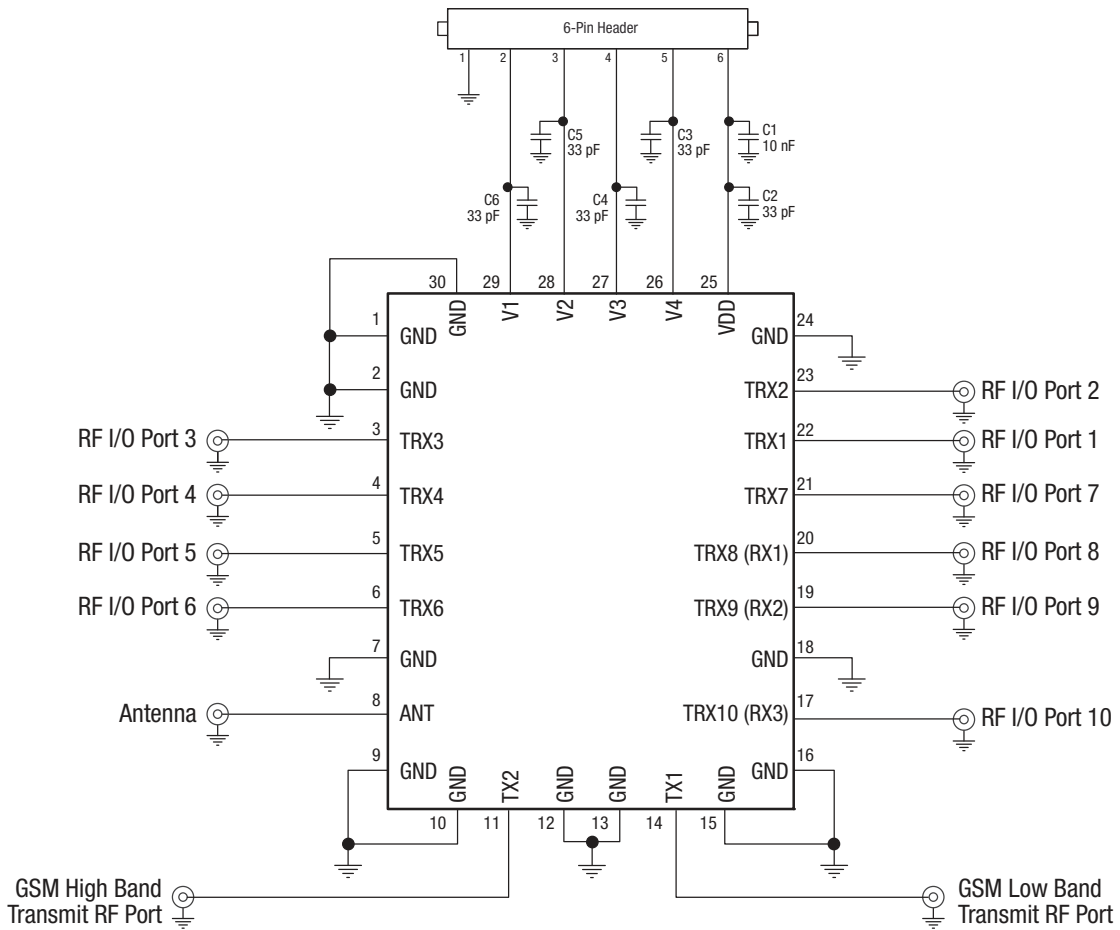 6-Pin Header
1
2
3
4
5
6
C5
33 pF
C3
33 pF
C1
10 nF
C6
33 pF
C4
33 pF
C2
33 pF
30
29
28
27
26
25
GND
V1
V2
V3
V4
VDD
1
GND
24
GND
2
GND
23
TRX2
RF I/O Port 2
RF I/O Port 3
3
TRX3
22
TRX1
RF I/O Port 1
RF I/O Port 4
4
TRX4
21
TRX7
RF I/O Port 7
RF I/O Port 5
5
TRX5
20
TRX8 (RX1)
RF I/O Port 8
RF I/O Port 6
6
TRX6
19
TRX9 (RX2)
RF I/O Port 9
7
GND
18
GND
Antenna
8
ANT
17
TRX10 (RX3)
RF I/O Port 10
9
GND
16
GND
GND
TX2
GND
GND
TX1
GND
10
11
12
13
14
15
GSM High Band
Transmit RF Port
GSM Low Band
Transmit RF Port